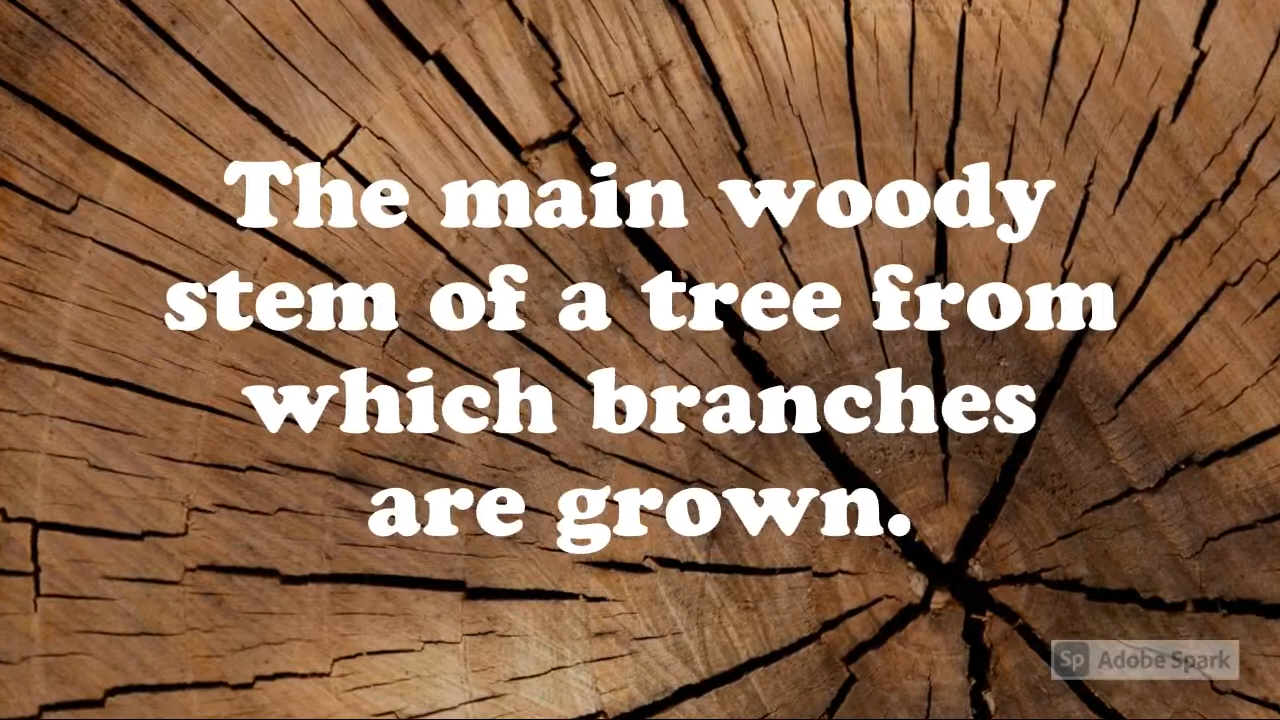 The main woody
stem of a tree from
which branches
are grown.
Sp Adobe Spark